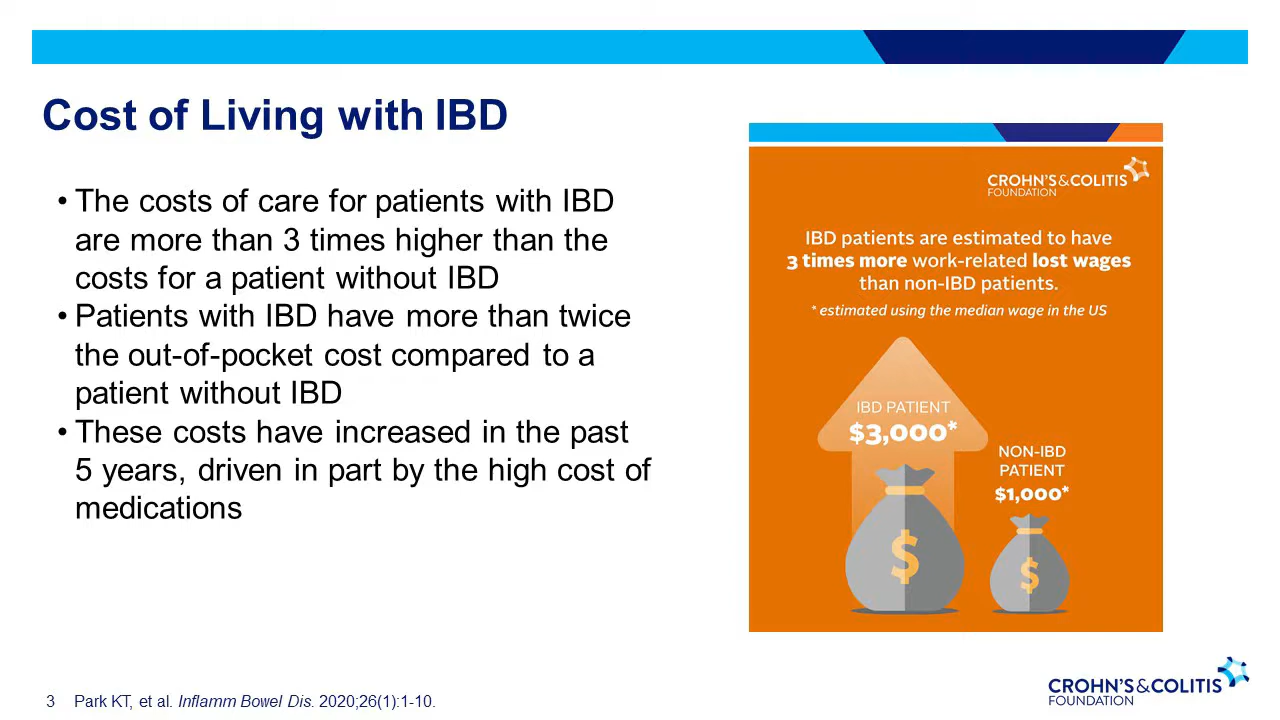 Cost of Living with IBD
• The costs of care for patients with IBD
are more than 3 times higher than the
costs for a patient without IBD
• Patients with IBD have more than twice
the out-of-pocket cost compared to a
patient without IBD
• These costs have increased in the past
5 years, driven in part by the high cost of
medications
CROHN'S&COLITIS
FOUNDATION
IBD patients are estimated to have
3 times more work-related lost wages
than non-IBD patients.
* estimated using the median wage in the US
IBD PATIENT
$3,000*
NON-IBD
PATIENT
$1,000*
$
$
3 Park KT, et al. Inflamm Bowel Dis. 2020;26(1):1-10.
CROHN'S&COLITIS
FOUNDATION